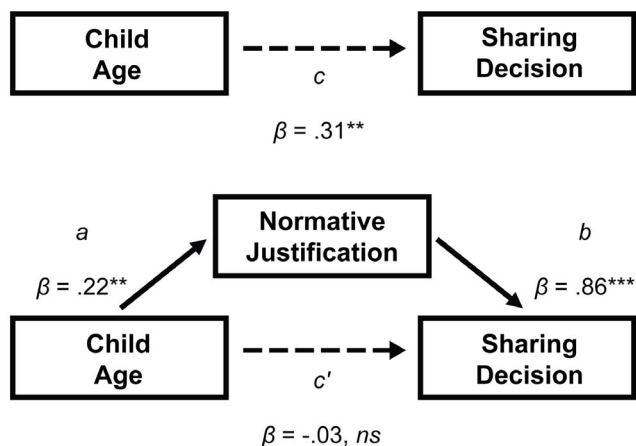 Child
Age
Sharing
Decision
c
β = .31**
Normative
Justification
a
b
β = .22**
β = .86***
Child
Age
Sharing
Decision
c'
β = -.03, ns